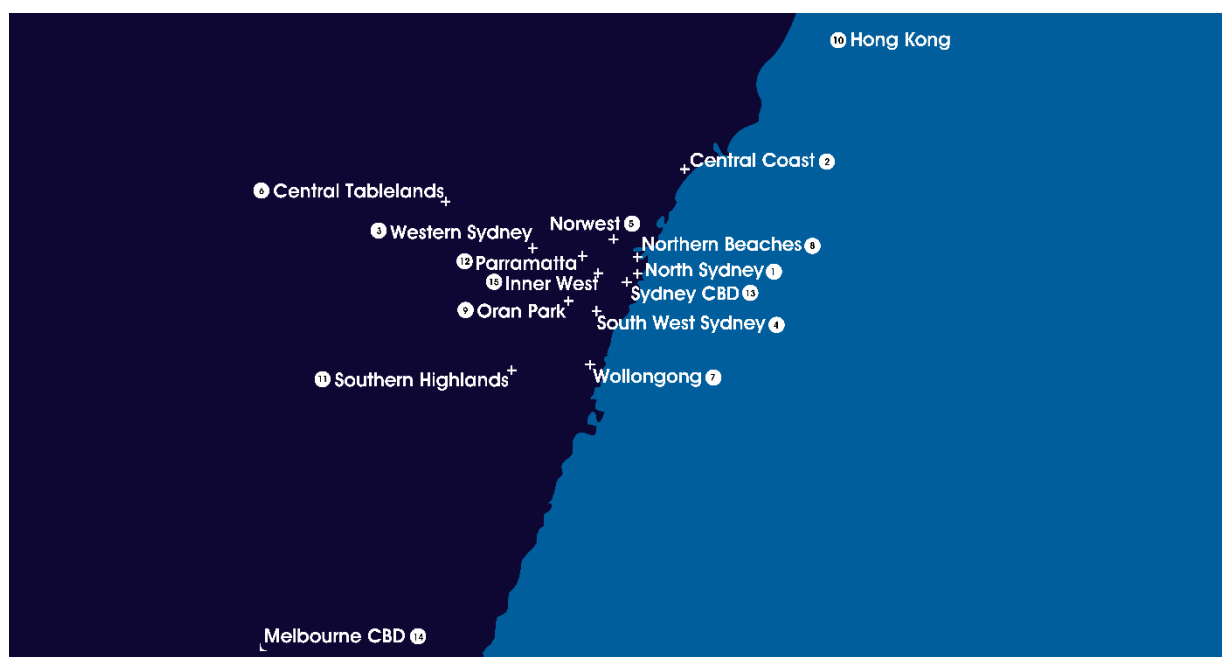 10 Hong Kong
Central Coast 2
6 Central Tablelands
Norwest 5
3 Western Sydney
Northern Beaches 8
12 Parramatta
North Sydney 1
15 Inner West
Sydney CBD 13
9 Oran Park
South West Sydney 4
Wollongong 7
11 Southern Highlands
Melbourne CBD 14